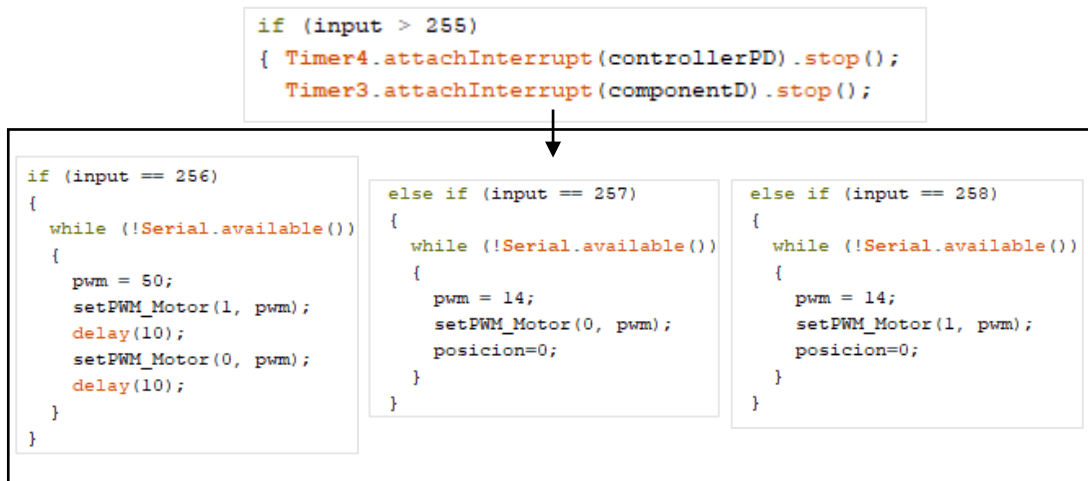 if (input > 255)
{ Timer4.attachInterrupt(controllerPD).stop();
Timer3.attachInterrupt(componentD).stop();
if (input == 256)
{
while (!Serial.available())
{
pwm = 50;
setPWM_Motor(1, pwm);
delay(10);
setPWM_Motor(0, pwm);
delay(10);
}
}
else if (input == 257)
{
while (!Serial.available())
{
pwm = 14;
setPWM_Motor(0, pwm);
posicion=0;
}
}
else if (input == 258)
{
while (!Serial.available())
{
pwm = 14;
setPWM_Motor(1, pwm);
posicion=0;
}
}